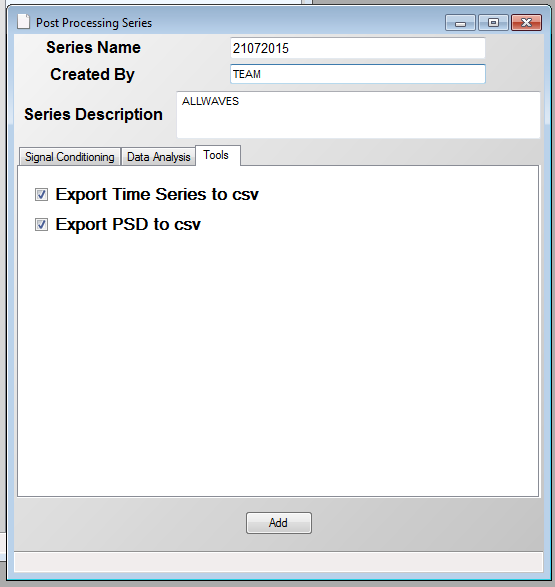 Post Processing Series
Series Name 21072015
Created By TEAM
Series Description ALLWAVES
Signal Conditioning Data Analysis Tools
Export Time Series to csv
Export PSD to csv
Add